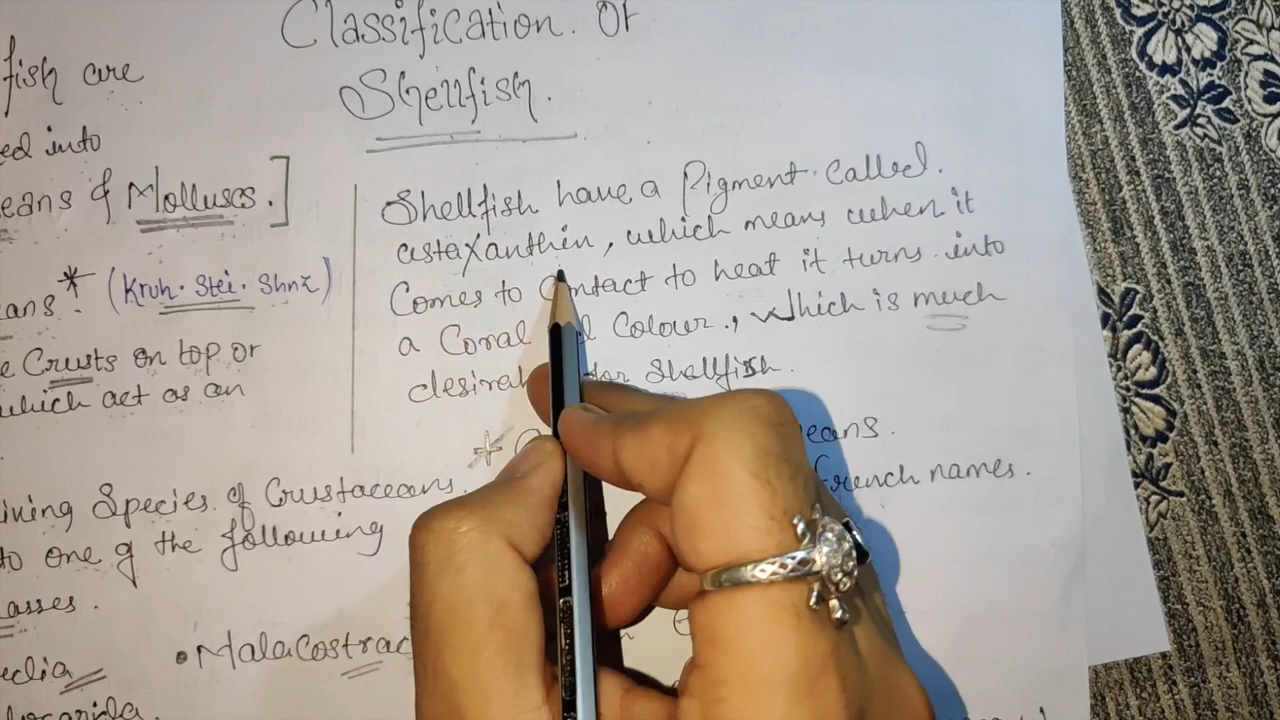 Classification. Of
Shellfish.
fish are
ed into
eans & Molluscs.]
ans.* (Kruh. Stei. Shnz)
e Crusts on top or
which act as an
Shellfish have a Pigment. Called.
astaxanthin, which means when it
Comes to Contact to heat it turns into
a Coral Colour., which is much
desira for Shellfish.
eans.
French names.
iving Species of Crustaceans.
to one of the following
asses.
• Malacostrac